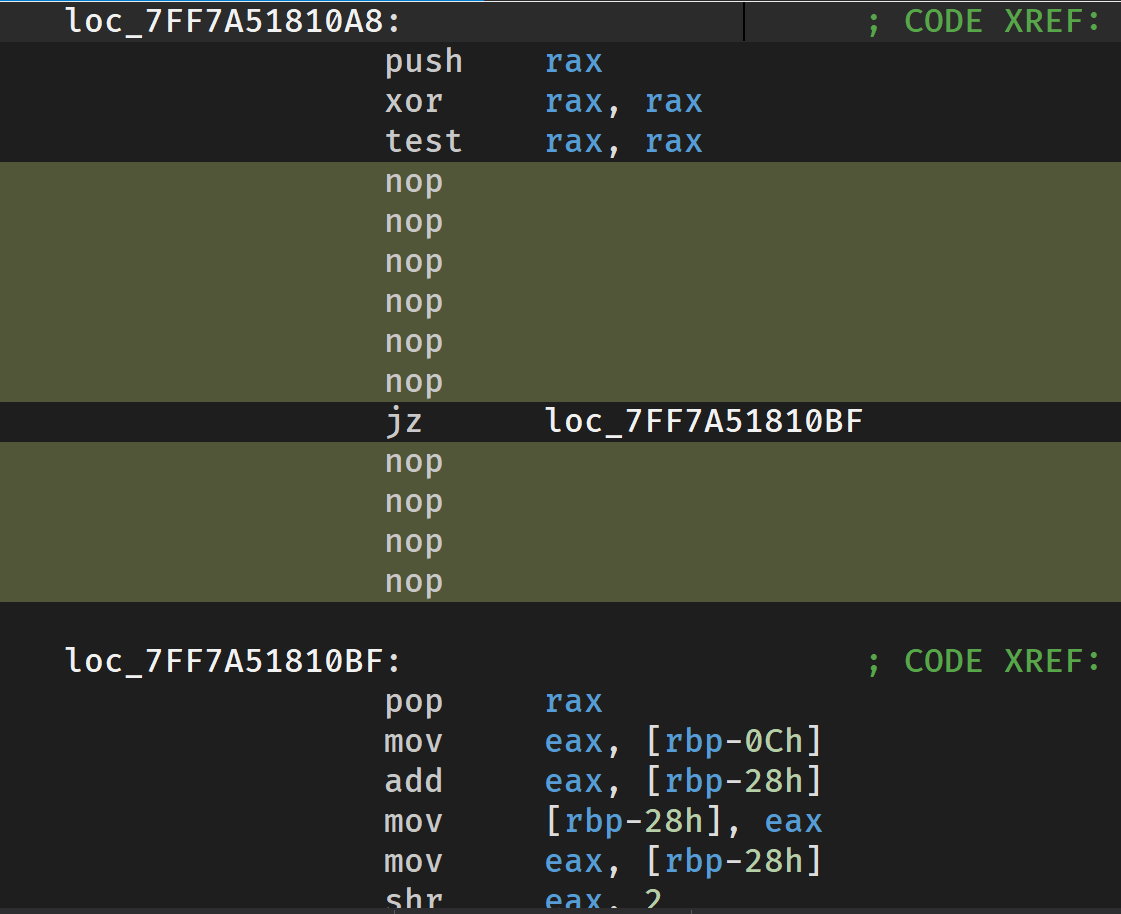 loc_7FF7A51810A8: ; CODE XREF:
push rax
xor rax, rax
test rax, rax
nop
nop
nop
nop
nop
nop
jz loc_7FF7A51810BF
nop
nop
nop
nop
loc_7FF7A51810BF: ; CODE XREF:
pop rax
mov eax, [rbp-0Ch]
add eax, [rbp-28h]
mov [rbp-28h], eax
mov eax, [rbp-28h]
shr eax, 2